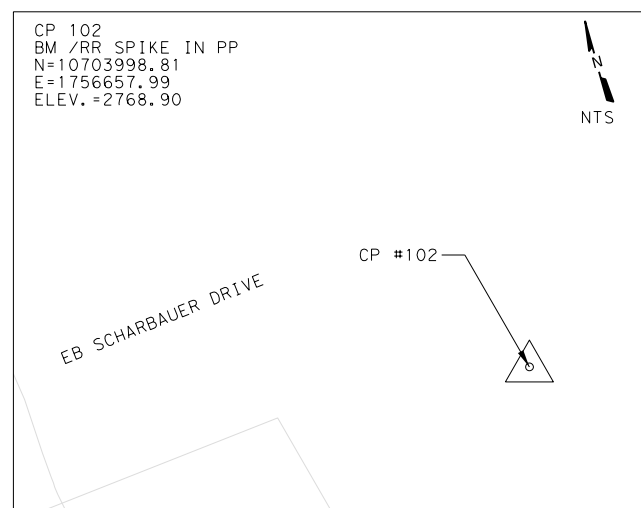 CP 102
BM /RR SPIKE IN PP
N=10703998.81
E=1756657.99
ELEV.=2768.90
N
NTS
CP #102
EB SCHARBAUER DRIVE